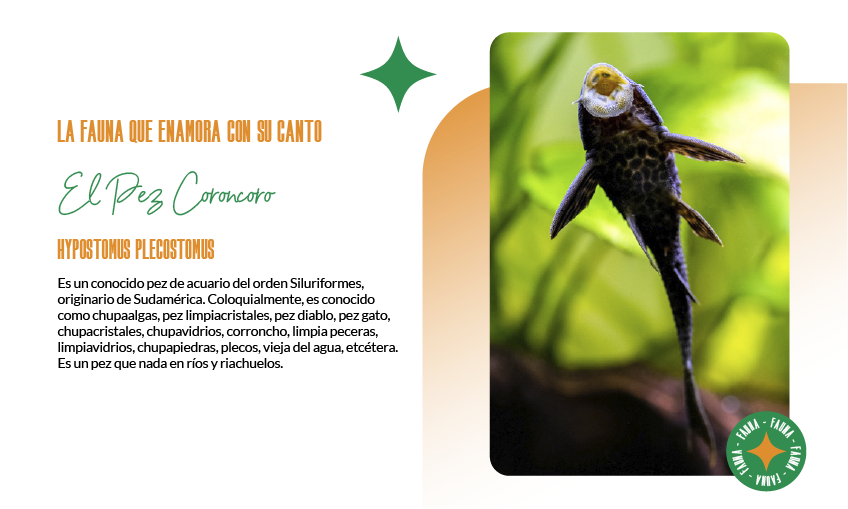 LA FAUNA QUE ENAMORA CON SU CANTO
El Pez Coroncoro
HYPOSTOMUS PLECOSTOMUS
Es un conocido pez de acuario del orden Siluriformes,
originario de Sudamérica. Coloquialmente, es conocido
como chupaalgas, pez limpiacristales, pez diablo, pez gato,
chupacristales, chupavidrios, corroncho, limpia peceras,
limpiavidrios, chupapiedras, plecos, vieja del agua, etcétera.
Es un pez que nada en ríos y riachuelos.
FAUNA - FAUNA - FAUNA - FAUNA - FAUNA -